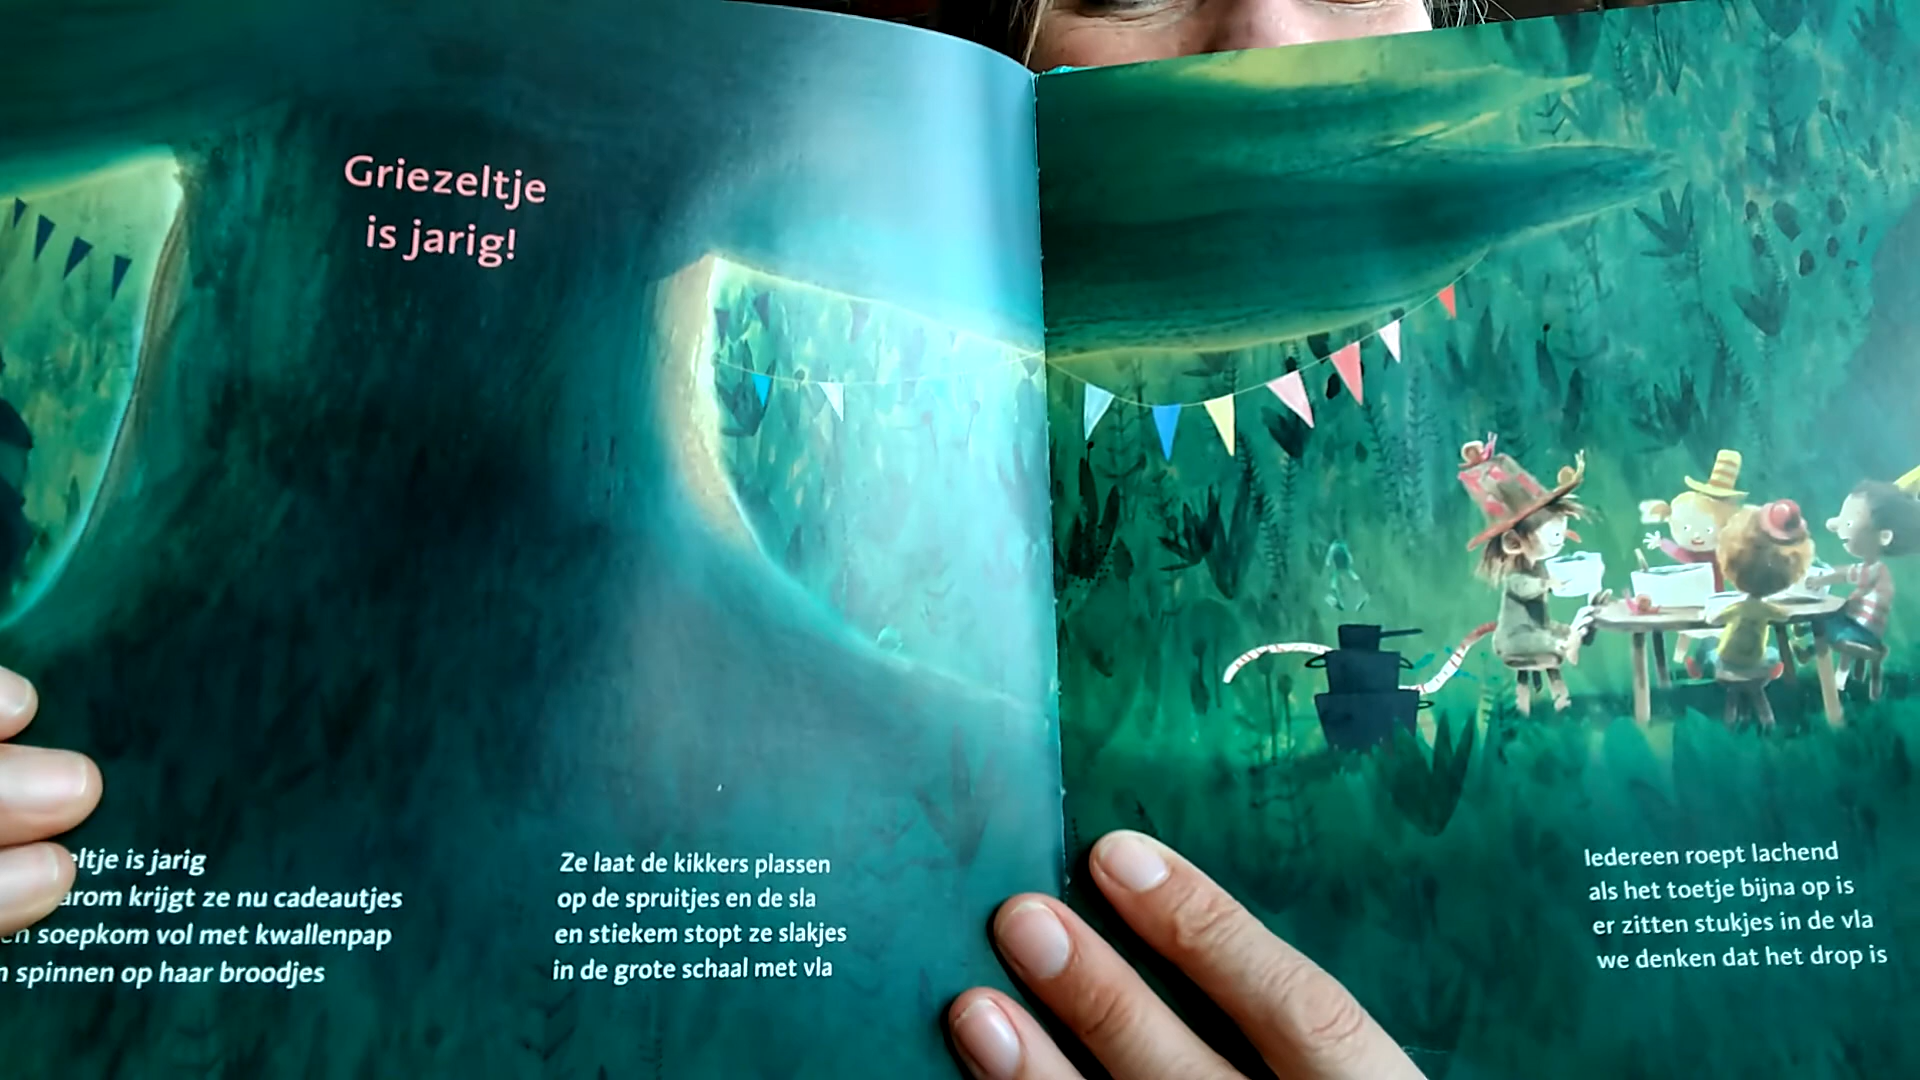 Griezeltje
is jarig!
is jarig
krijgt ze nu cadeautjes
soepkom vol met kwallenpap
spinnen op haar broodjes
Ze laat de kikkers plassen
op de spruitjes en de sla
en stiekem stopt ze slakjes
in de grote schaal met vla
Iedereen roept lachend
als het toetje bijna op is
er zitten stukjes in de vla
we denken dat het drop is